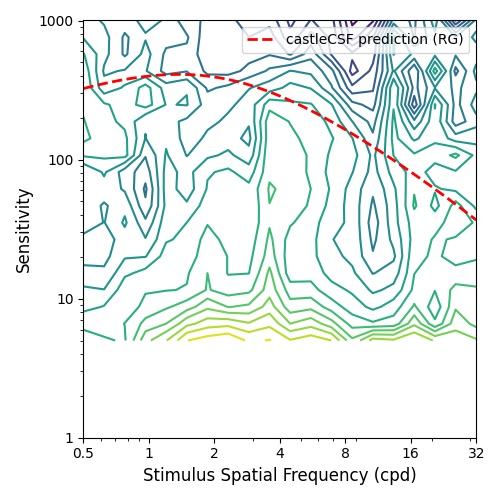 1000
castleCSF prediction (RG)
100
10
1
Sensitivity
0.5 1 2 4 8 16 32
Stimulus Spatial Frequency (cpd)